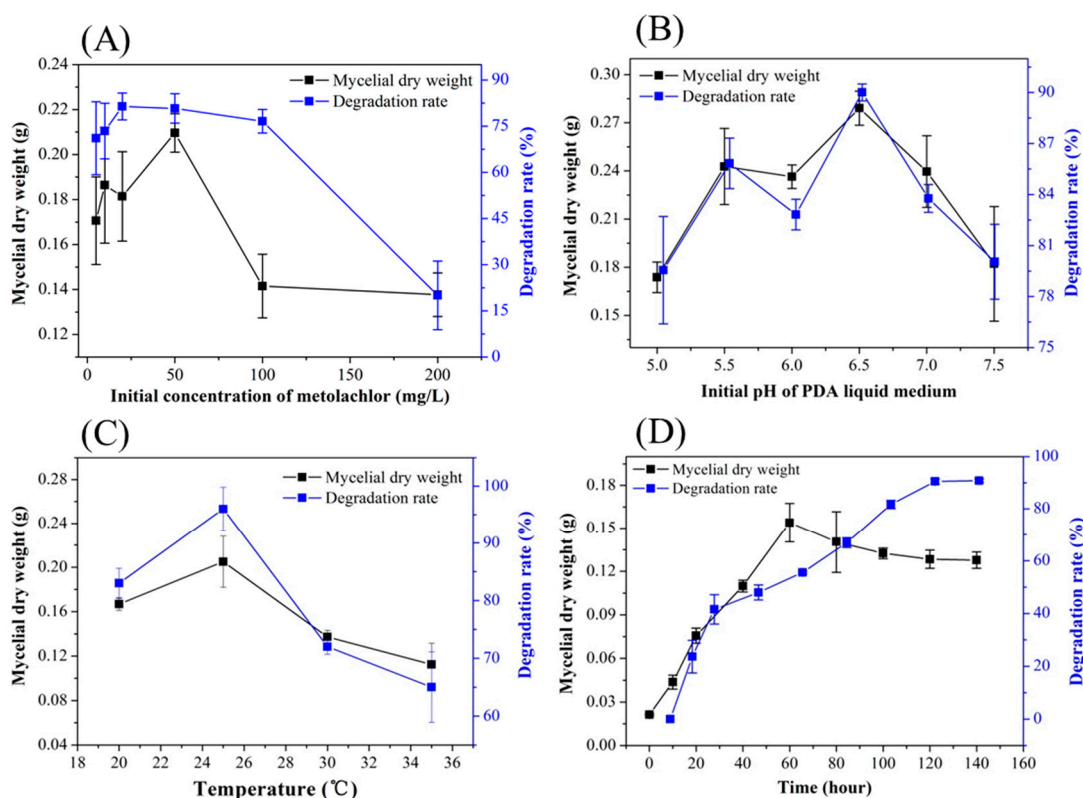 (A)
Mycelial dry weight (g)
0.24
0.22
0.20
0.18
0.16
0.14
0.12
Mycelial dry weight
Degradation rate
90
75
60
45
30
15
0
Degradation rate (%)
0 50 100 150 200
Initial concentration of metolachlor (mg/L)
(B)
Mycelial dry weight (g)
0.30
0.27
0.24
0.21
0.18
0.15
Mycelial dry weight
Degradation rate
90
87
84
81
78
75
Degradation rate (%)
5.0 5.5 6.0 6.5 7.0 7.5
Initial pH of PDA liquid medium
(C)
Mycelial dry weight (g)
0.28
0.24
0.20
0.16
0.12
0.08
0.04
Mycelial dry weight
Degradation rate
100
95
90
85
80
75
70
65
60
Degradation rate (%)
18 20 22 24 26 28 30 32 34 36
Temperature (℃)
(D)
Mycelial dry weight (g)
0.18
0.15
0.12
0.09
0.06
0.03
0.00
Mycelial dry weight
Degradation rate
100
80
60
40
20
0
Degradation rate (%)
0 20 40 60 80 100 120 140 160
Time (hour)